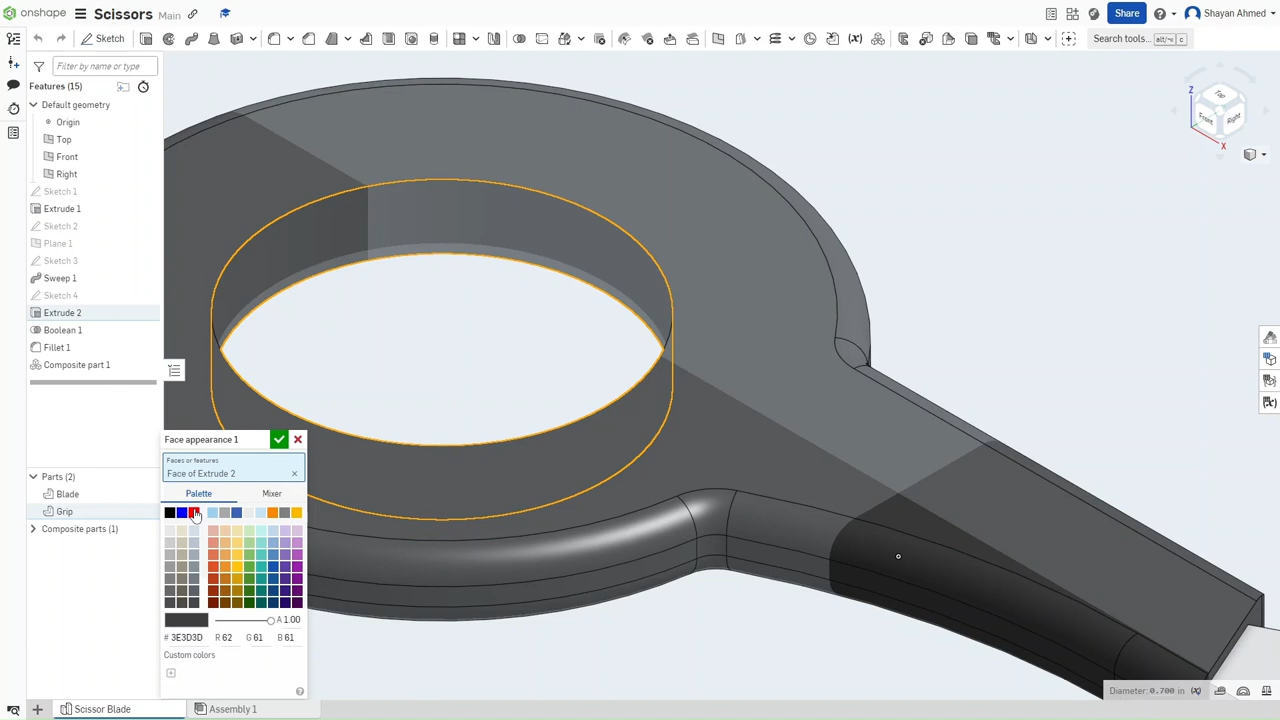 onshape Scissors Main Share Shayan Ahmed
Sketch Search tools... alt/⌥ c
Filter by name or type
Features (15)
Default geometry
Origin
Top
Front
Right
Sketch 1
Extrude 1
Sketch 2
Plane 1
Sketch 3
Sweep 1
Sketch 4
Extrude 2
Boolean 1
Fillet 1
Composite part 1
Z
Top
Front
Right
X
Face appearance 1
Faces or features
Face of Extrude 2
Palette Mixer
A 1.00
# 3E3D3D R 62 G 61 B 61
Custom colors
Parts (2)
Blade
Grip
Composite parts (1)
Diameter: 0.700 in
Scissor Blade Assembly 1